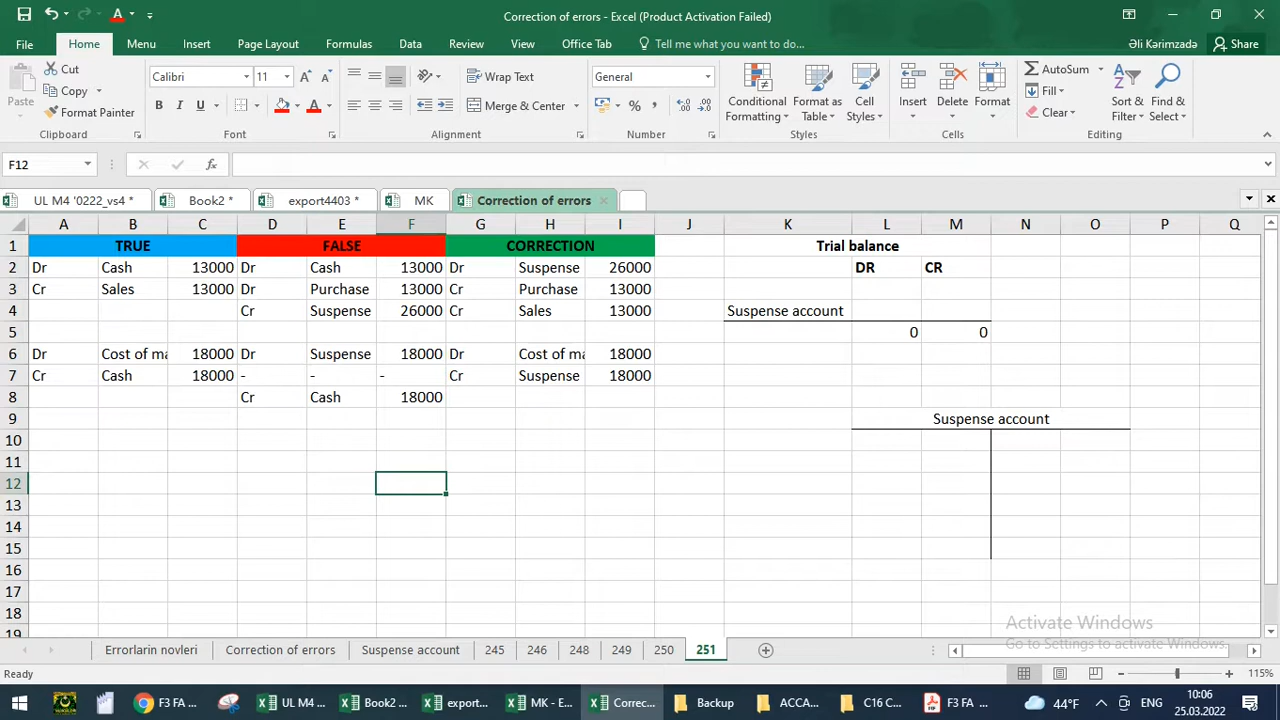 Correction of errors - Excel (Product Activation Failed)
File Home Menu Insert Page Layout Formulas Data Review View Office Tab Tell me what you want to do... Əli Kərimzadə Share
Paste Cut Copy Format Painter Clipboard
Calibri 11 B I U A Font
Wrap Text Merge & Center Alignment
General % , Number
Conditional Formatting Format as Table Cell Styles Styles
Insert Delete Format Cells
AutoSum Fill Clear Sort & Filter Find & Select Editing
F12 fx
UL M4 '0222_vs4 * Book2 * export4403 * MK Correction of errors
A B C D E F G H I J K L M N O P Q
1 TRUE FALSE CORRECTION Trial balance
2 Dr Cash 13000 Dr Cash 13000 Dr Suspense 26000 DR CR
3 Cr Sales 13000 Dr Purchase 13000 Cr Purchase 13000
4 Cr Suspense 26000 Cr Sales 13000 Suspense account
5 0 0
6 Dr Cost of ma 18000 Dr Suspense 18000 Dr Cost of ma 18000
7 Cr Cash 18000 - - - Cr Suspense 18000
8 Cr Cash 18000
9 Suspense account
10
11
12
13
14
15
16
17
18
19
Activate Windows
Go to Settings to activate Windows.
Errorlarin novleri Correction of errors Suspense account 245 246 248 249 250 251
Ready 115%
F3 FA ... UL M4 ... Book2 ... export... MK - E... Correc... Backup ACCA... C16 C... F3 FA ... 44°F ENG 10:06
25.03.2022